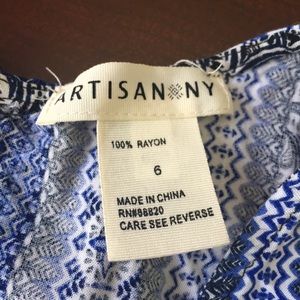 ARTISAN NY
100% RAYON
6
MADE IN CHINA
RN#88820
CARE SEE REVERSE